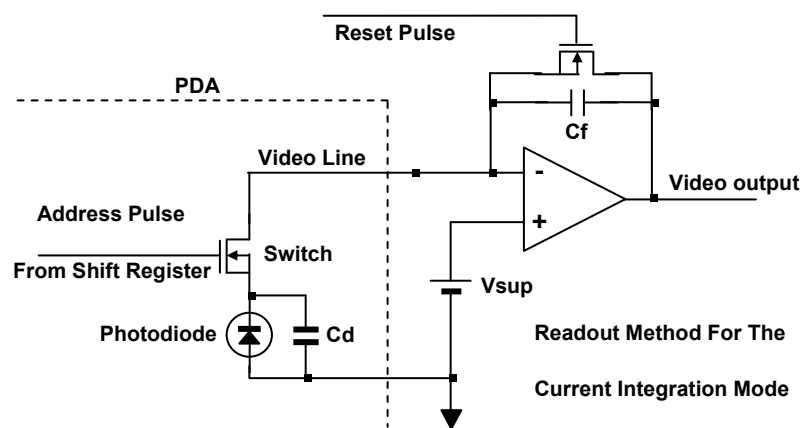 Reset Pulse
PDA
Cf
Video Line
-
Video output
Address Pulse
+
From Shift Register
Switch
Vsup
Photodiode
Cd
Readout Method For The
Current Integration Mode